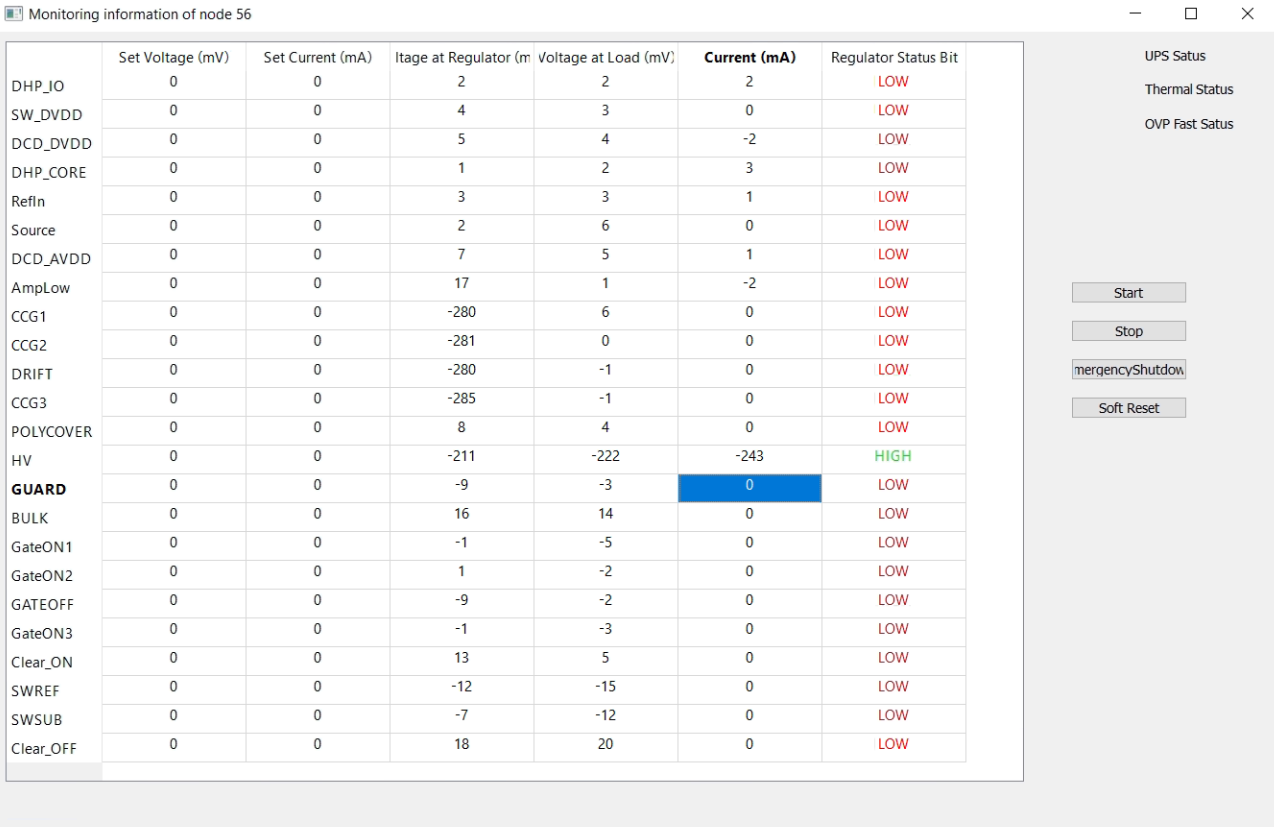 Monitoring information of node 56
Set Voltage (mV) Set Current (mA) ltage at Regulator (m Voltage at Load (mV) Current (mA) Regulator Status Bit
DHP_IO 0 0 2 2 2 LOW
SW_DVDD 0 0 4 3 0 LOW
DCD_DVDD 0 0 5 4 -2 LOW
DHP_CORE 0 0 1 2 3 LOW
RefIn 0 0 3 3 1 LOW
Source 0 0 2 6 0 LOW
DCD_AVDD 0 0 7 5 1 LOW
AmpLow 0 0 17 1 -2 LOW
CCG1 0 0 -280 6 0 LOW
CCG2 0 0 -281 0 0 LOW
DRIFT 0 0 -280 -1 0 LOW
CCG3 0 0 -285 -1 0 LOW
POLYCOVER 0 0 8 4 0 LOW
HV 0 0 -211 -222 -243 HIGH
GUARD 0 0 -9 -3 0 LOW
BULK 0 0 16 14 0 LOW
GateON1 0 0 -1 -5 0 LOW
GateON2 0 0 1 -2 0 LOW
GATEOFF 0 0 -9 -2 0 LOW
GateON3 0 0 -1 -3 0 LOW
Clear_ON 0 0 13 5 0 LOW
SWREF 0 0 -12 -15 0 LOW
SWSUB 0 0 -7 -12 0 LOW
Clear_OFF 0 0 18 20 0 LOW
UPS Satus
Thermal Status
OVP Fast Satus
Start
Stop
mergencyShutdow
Soft Reset